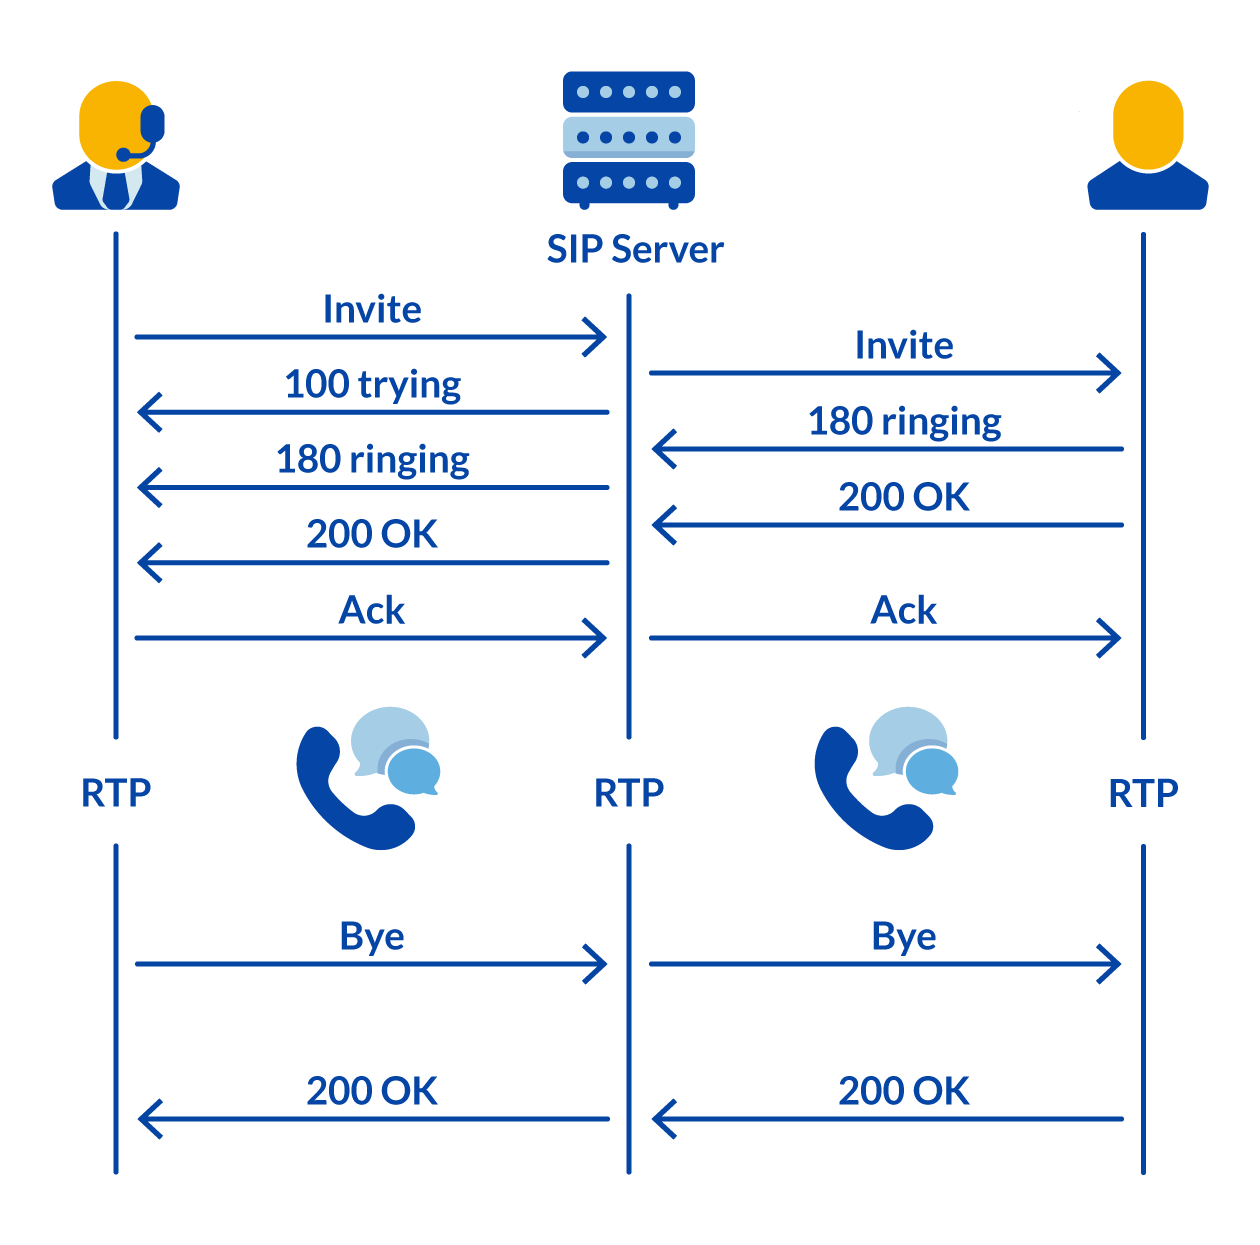 SIP Server
Invite
Invite
100 trying
180 ringing
180 ringing
200 OK
200 OK
Ack
Ack
RTP
RTP
RTP
Bye
Bye
200 OK
200 OK